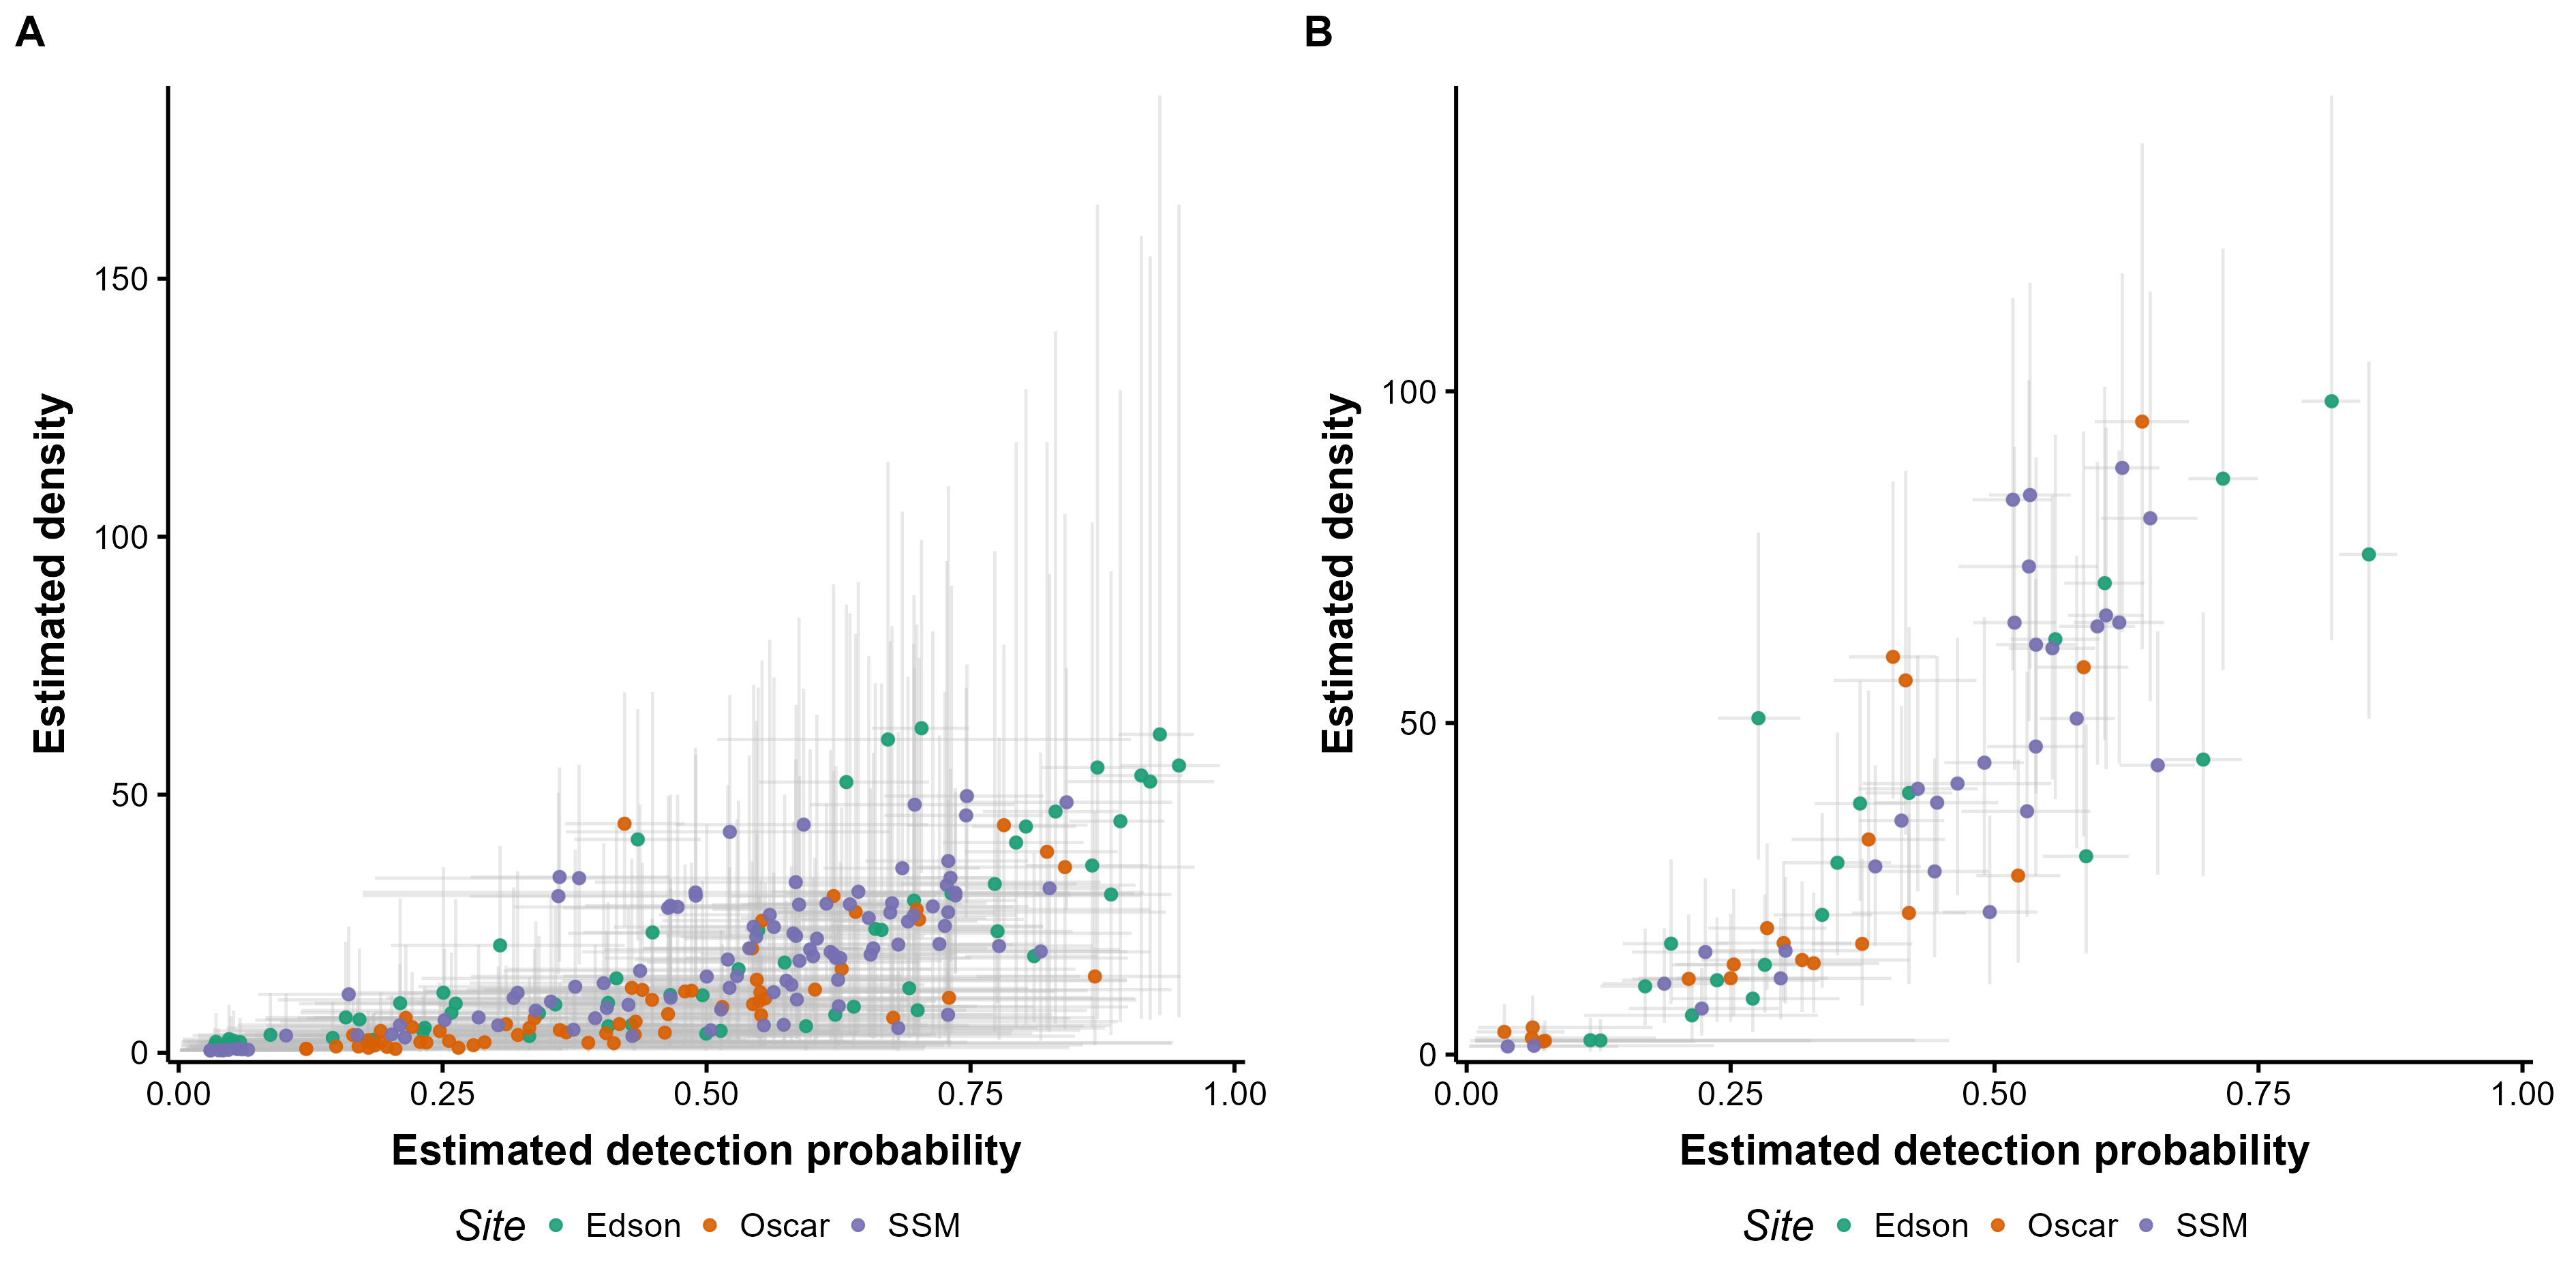 A
B
Estimated density
150
100
50
0
0.00 0.25 0.50 0.75 1.00
Estimated detection probability
Site Edson Oscar SSM
Estimated density
100
50
0
0.00 0.25 0.50 0.75 1.00
Estimated detection probability
Site Edson Oscar SSM